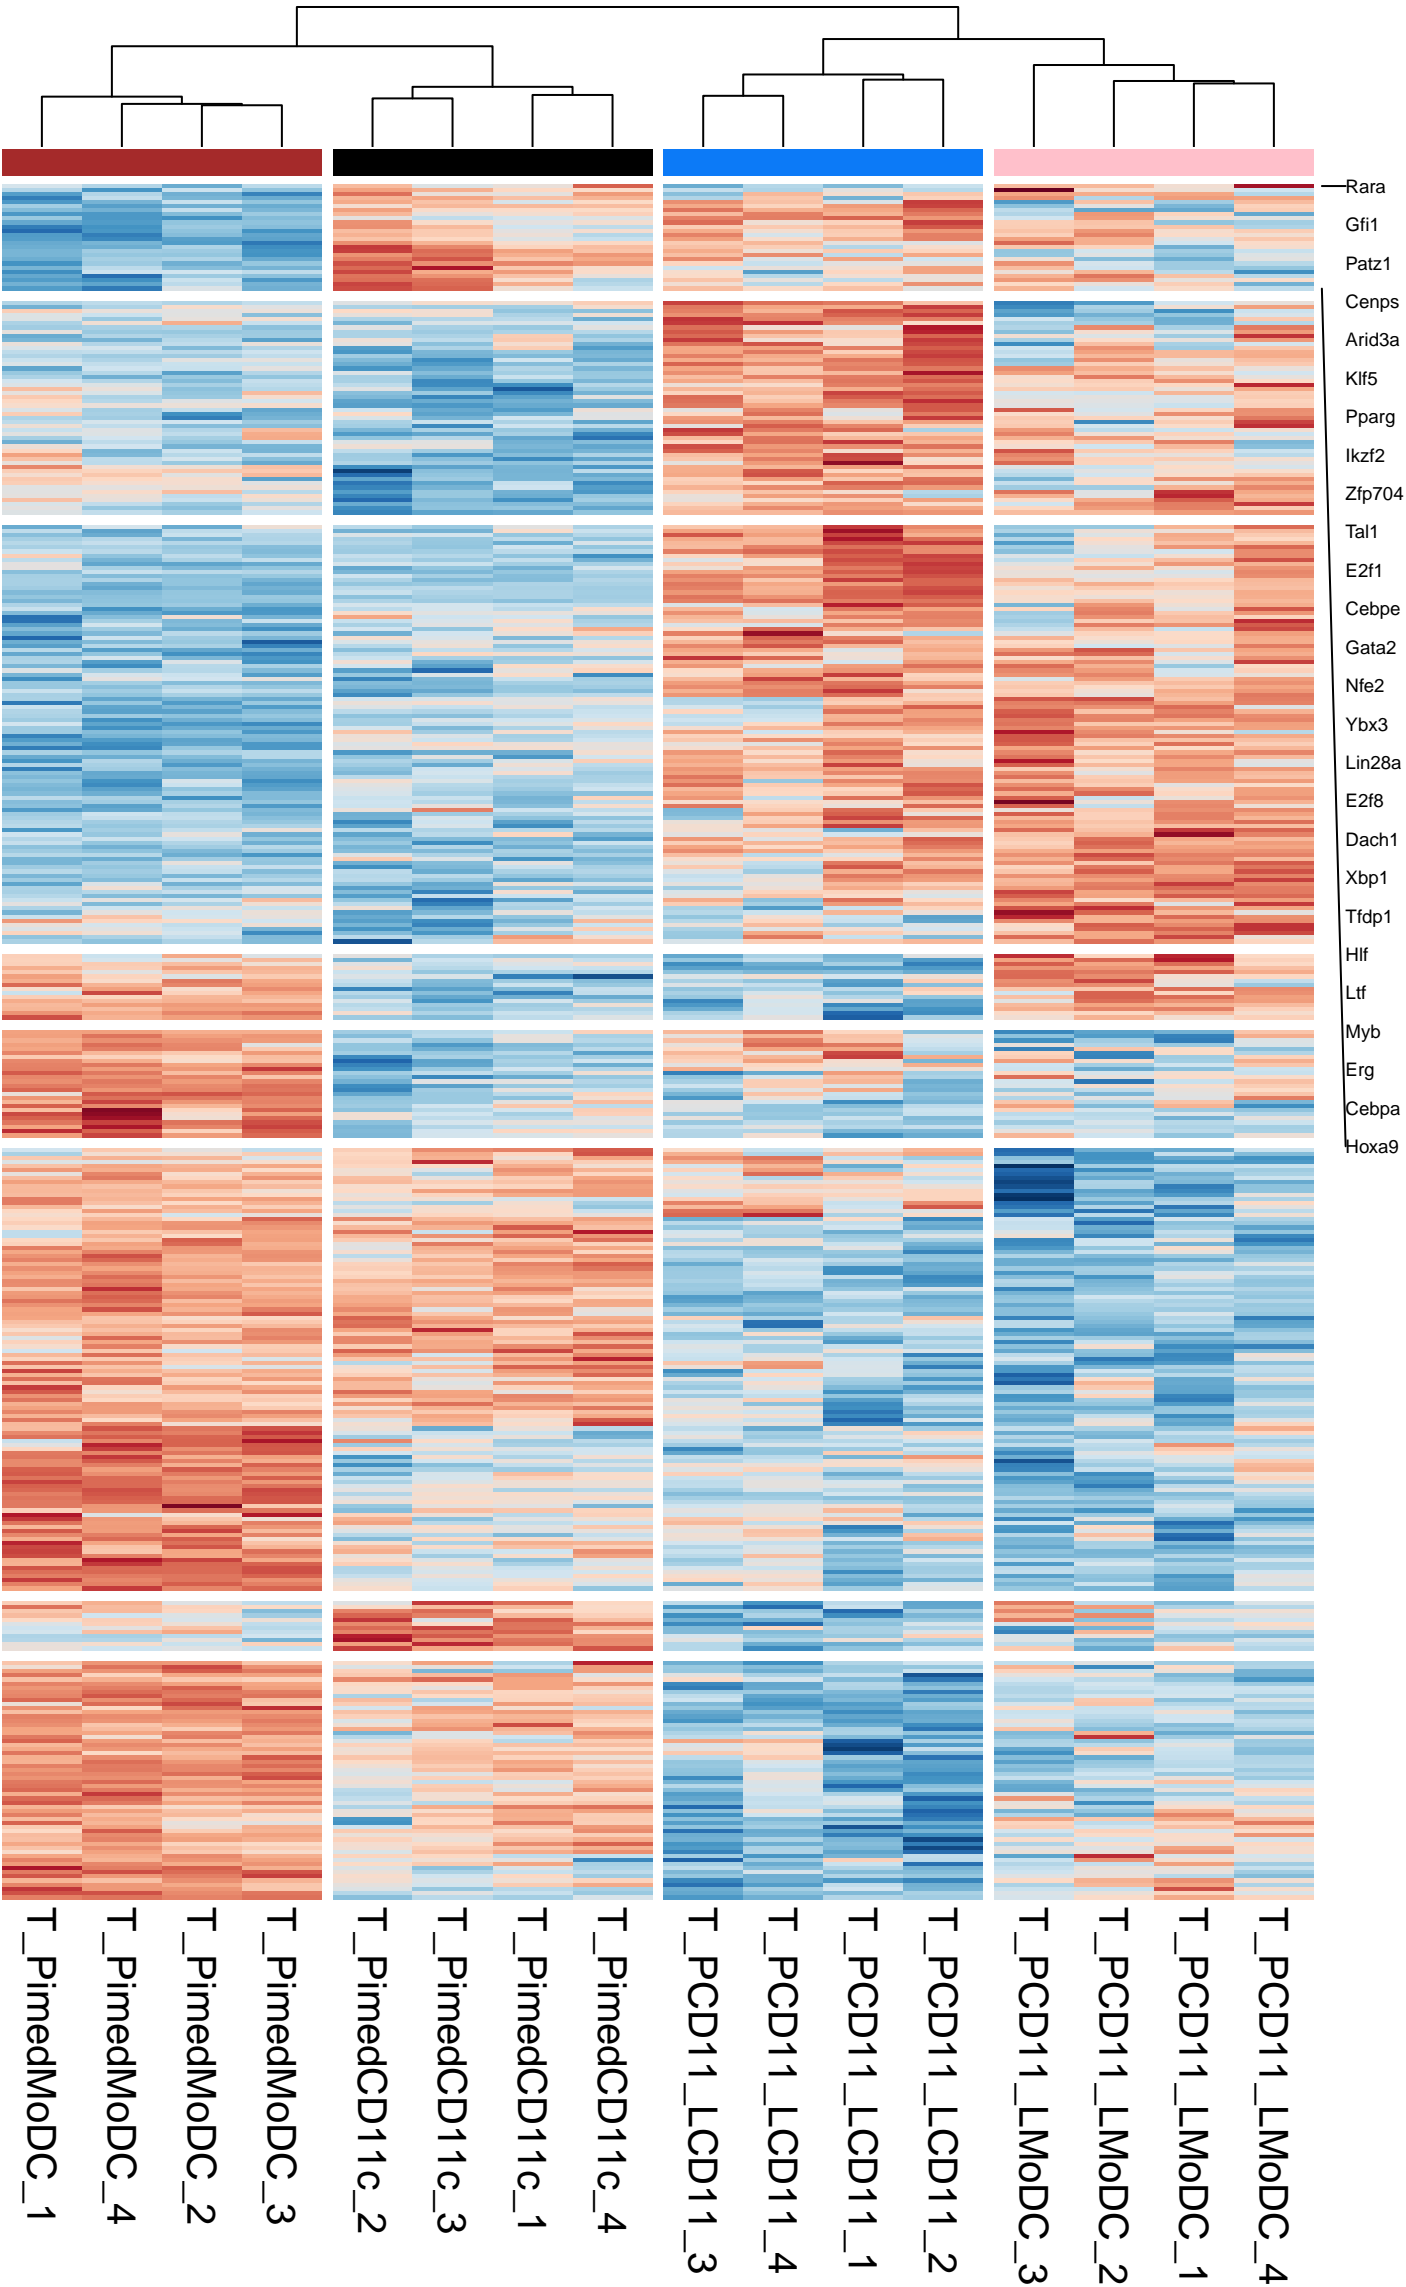 Rara
Gfi1
Patz1
Cenps
Arid3a
Klf5
Pparg
Ikzf2
Zfp704
Tal1
E2f1
Cebpe
Gata2
Nfe2
Ybx3
Lin28a
E2f8
Dach1
Xbp1
Tfdp1
Hlf
Ltf
Myb
Erg
Cebpa
Hoxa9
T_PimedMoDC_1
T_PimedMoDC_4
T_PimedMoDC_2
T_PimedMoDC_3
T_PimedCD11c_2
T_PimedCD11c_3
T_PimedCD11c_1
T_PimedCD11c_4
T_PCD11_LCD11_3
T_PCD11_LCD11_4
T_PCD11_LCD11_1
T_PCD11_LCD11_2
T_PCD11_LMoDC_3
T_PCD11_LMoDC_2
T_PCD11_LMoDC_1
T_PCD11_LMoDC_4